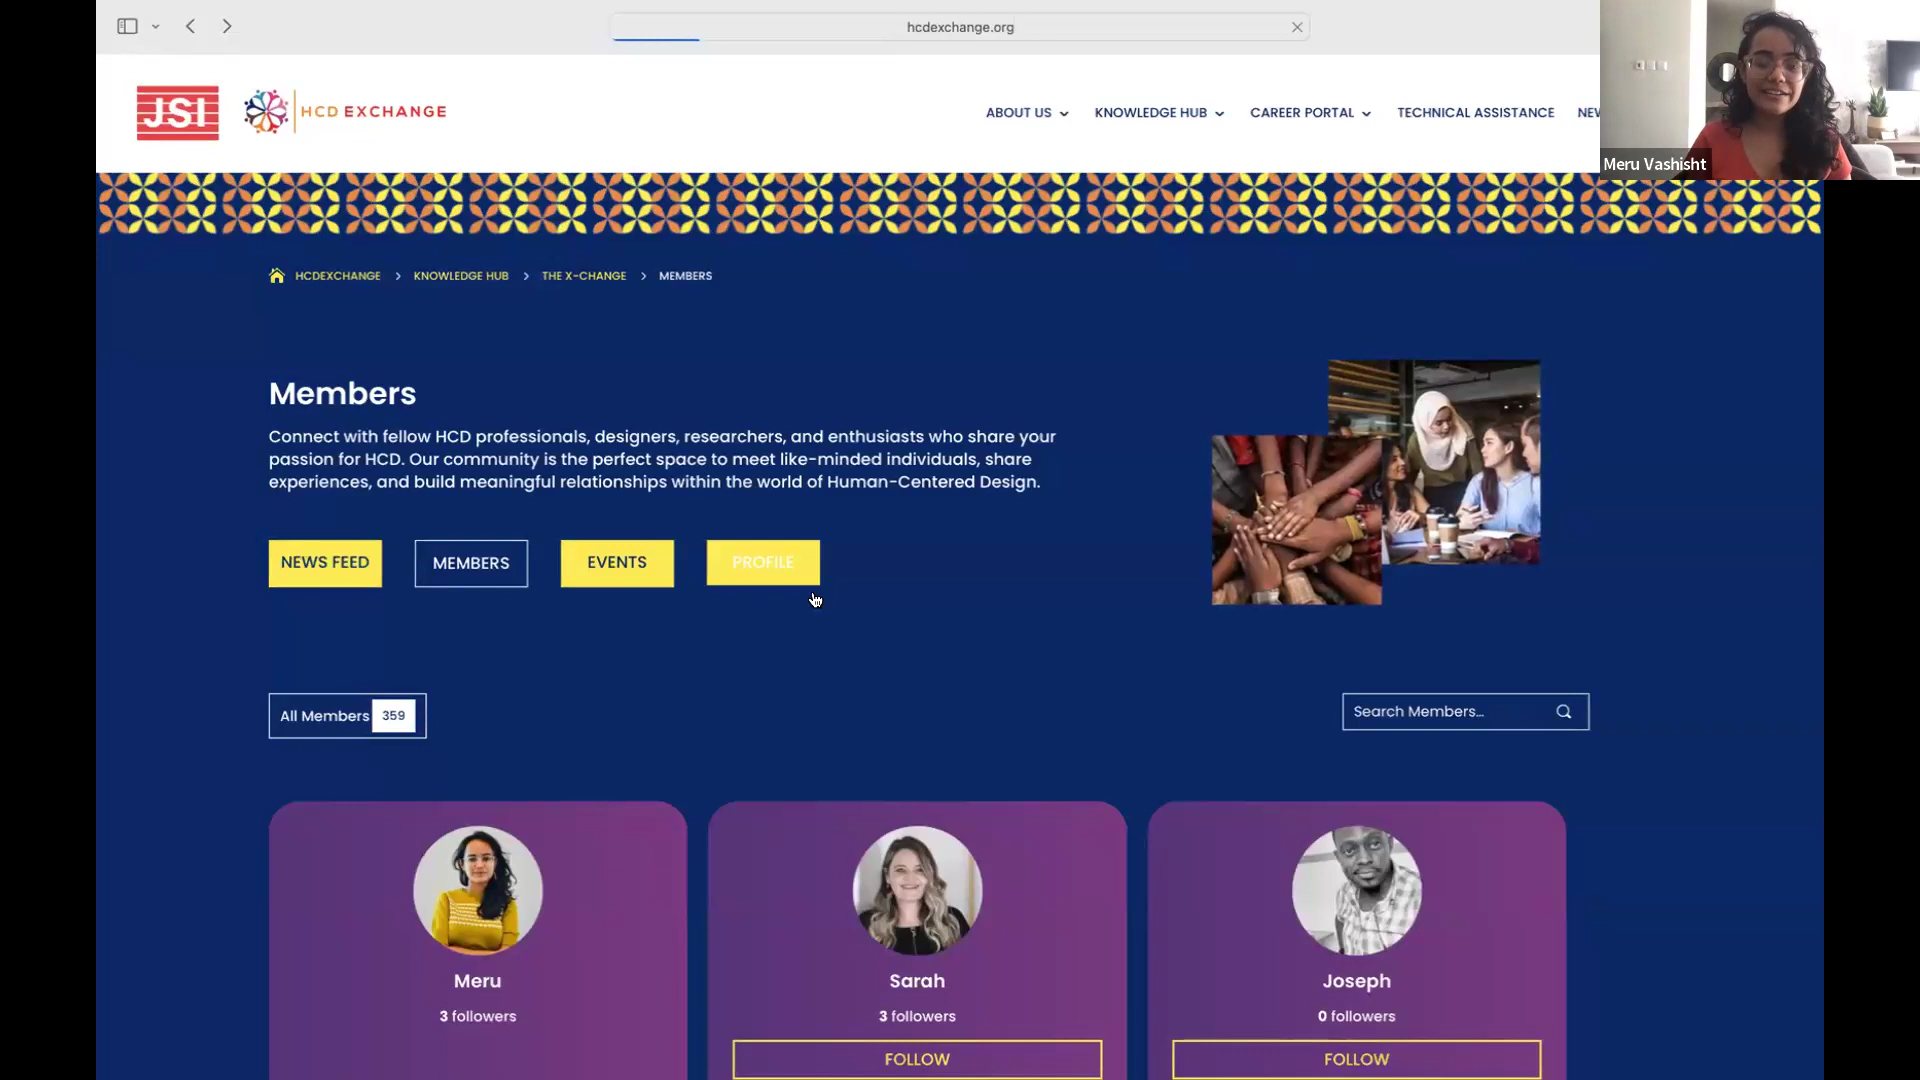 hcdexchange.org
JSI
HCD EXCHANGE
ABOUT US
KNOWLEDGE HUB
CAREER PORTAL
TECHNICAL ASSISTANCE
Meru Vashisht
HCDEXCHANGE
KNOWLEDGE HUB
THE X-CHANGE
MEMBERS
Members
Connect with fellow HCD professionals, designers, researchers, and enthusiasts who share your
passion for HCD. Our community is the perfect space to meet like-minded individuals, share
experiences, and build meaningful relationships within the world of Human-Centered Design.
NEWS FEED
MEMBERS
EVENTS
PROFILE
All Members 359
Search Members...
Meru
Sarah
Joseph
3 followers
3 followers
0 followers
FOLLOW
FOLLOW